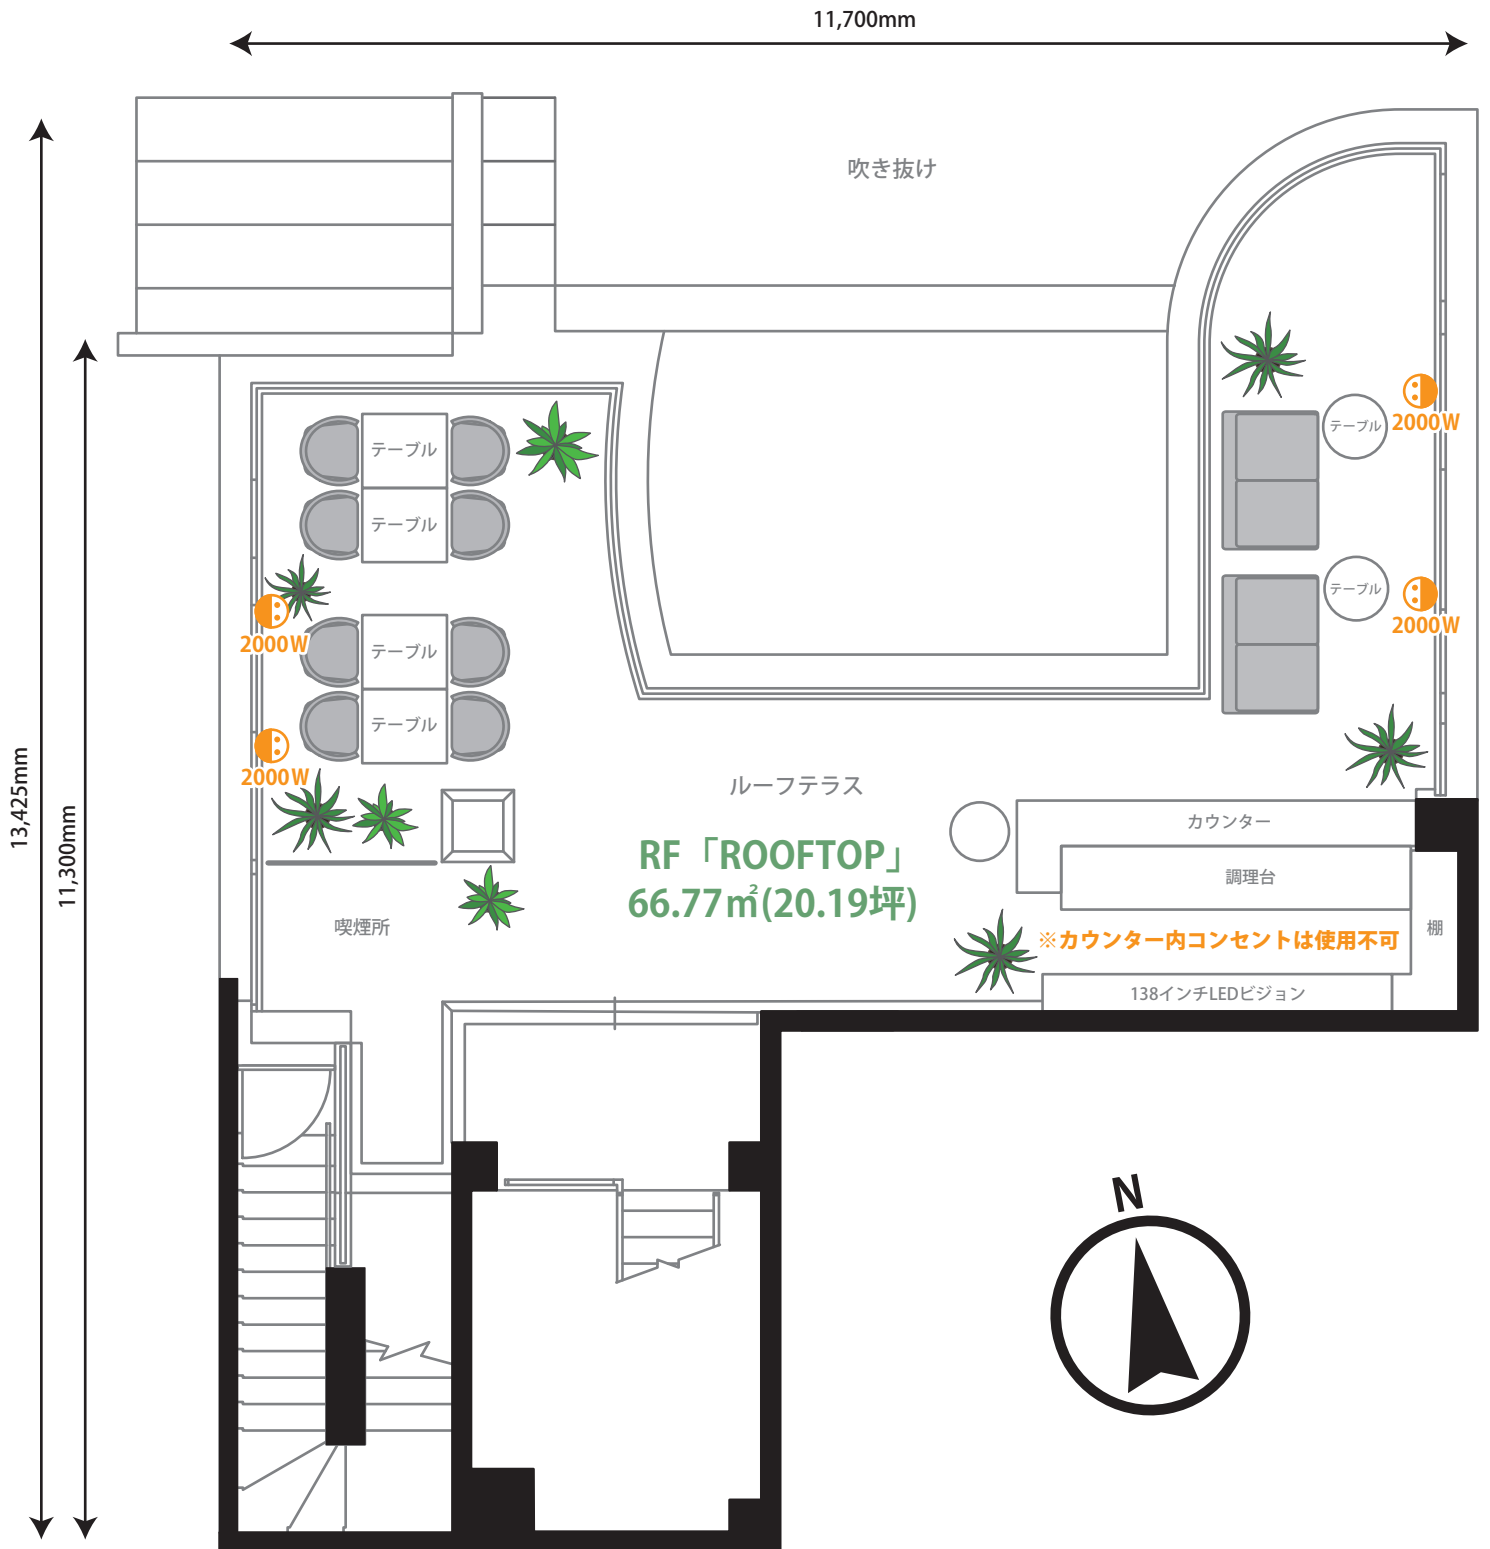 11,700mm
吹き抜け
テーブル
テーブル
2000W
テーブル
テーブル
2000W
テーブル
2000W
テーブル
2000W
13,425mm
11,300mm
ルーフテラス
カウンター
RF「ROOFTOP」
66.77㎡(20.19坪)
調理台
喫煙所
棚
※カウンター内コンセントは使用不可
138インチLEDビジョン
N